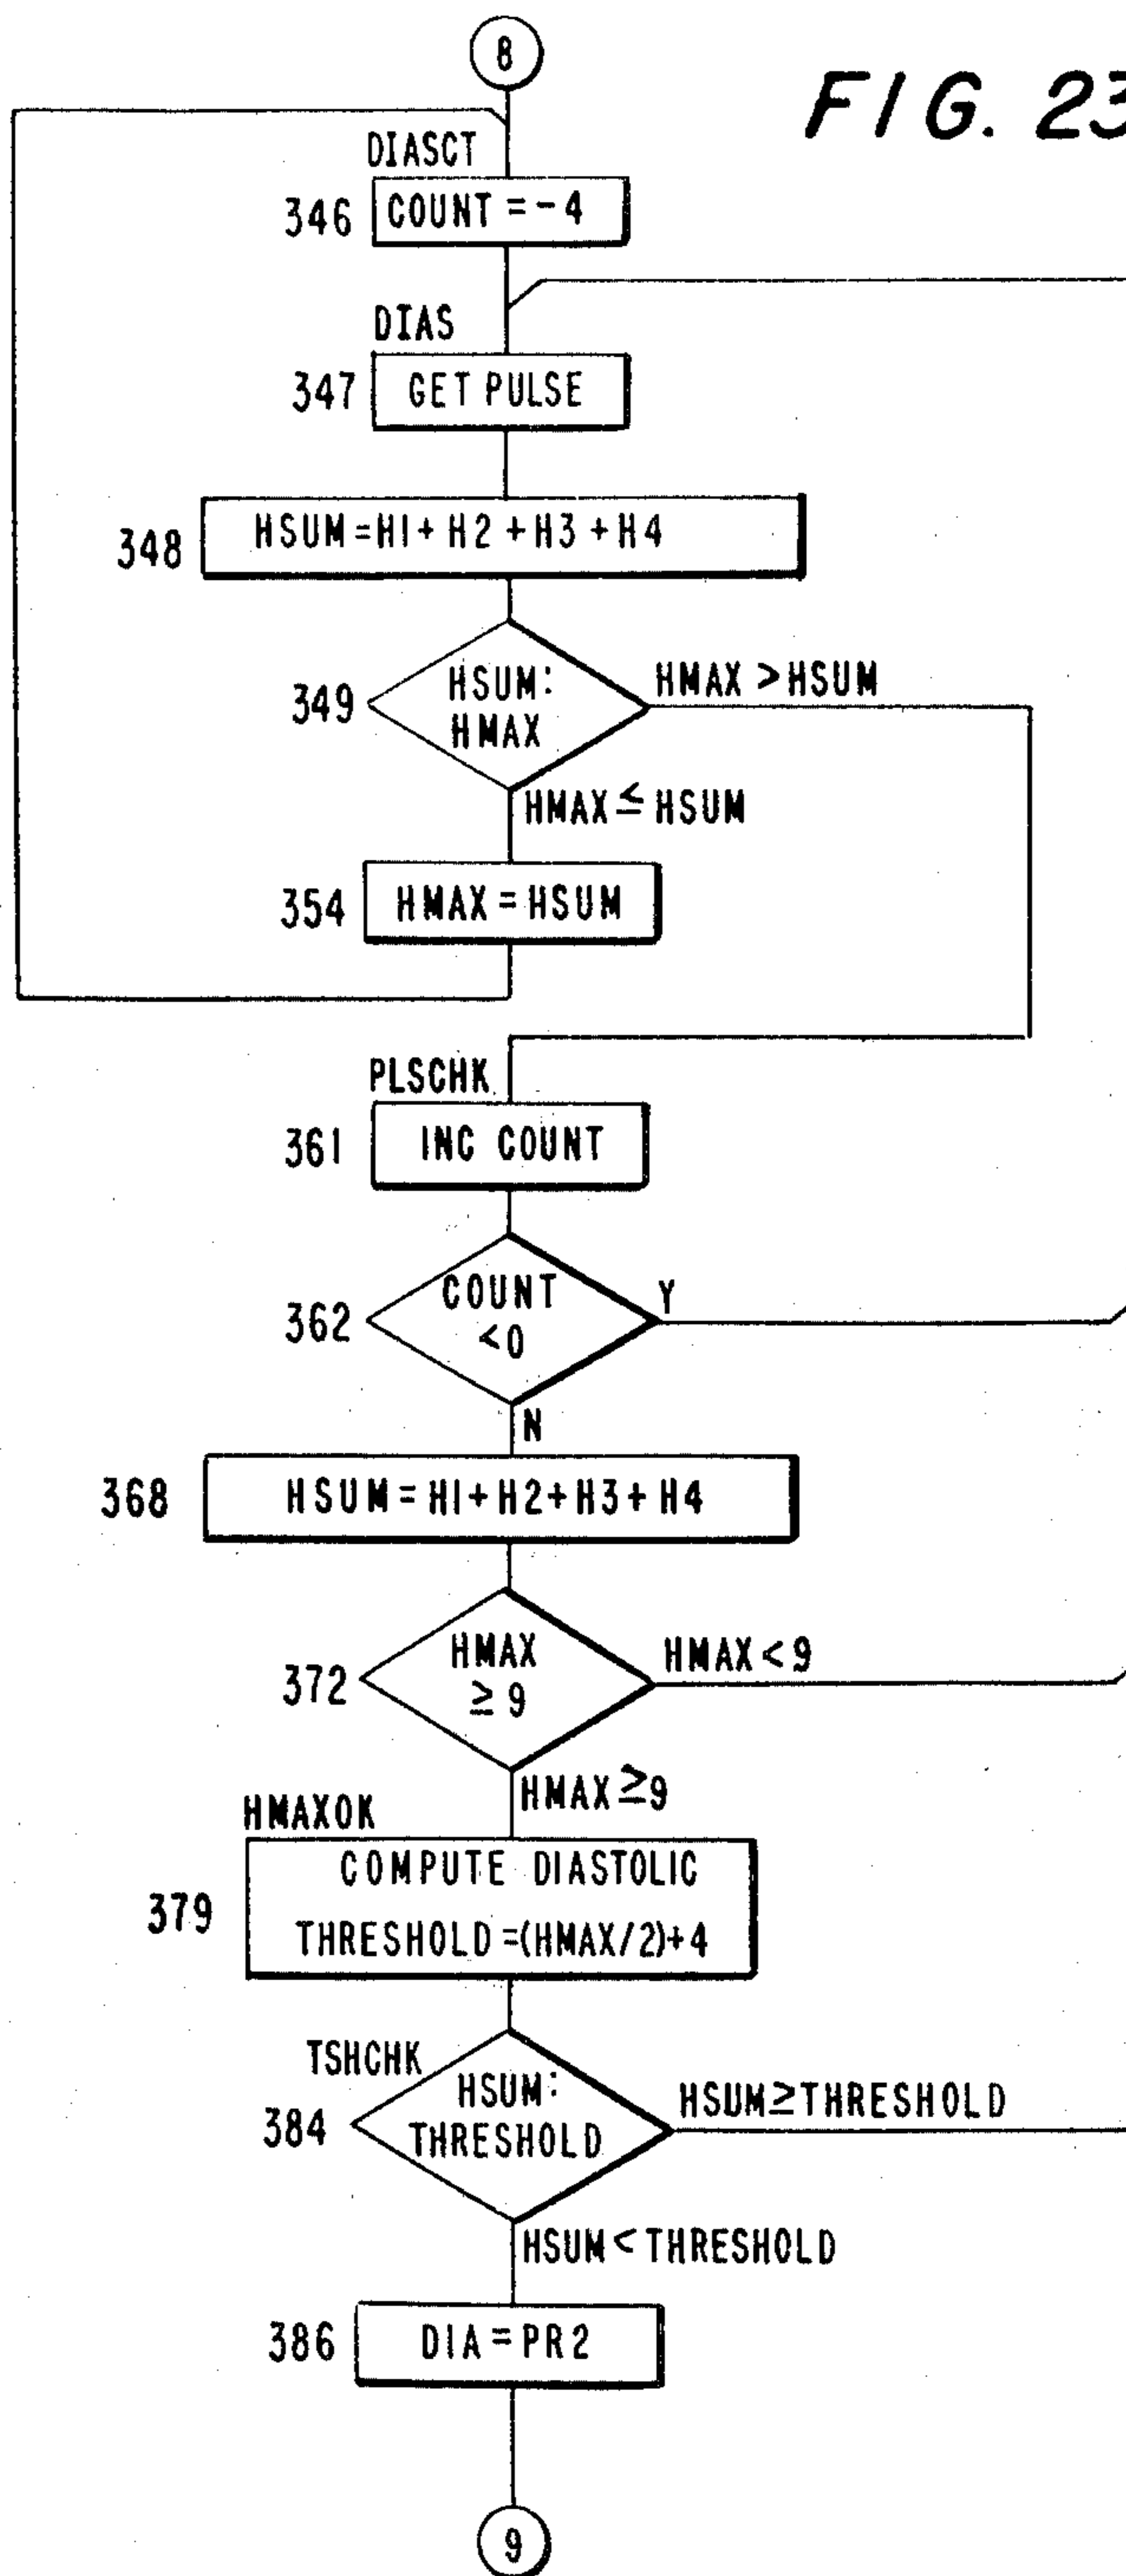 8
FIG. 23
DIASCT
346
COUNT = -4
DIAS
347
GET PULSE
348
HSUM = H1 + H2 + H3 + H4
349
HSUM:
HMAX
HMAX > HSUM
HMAX ≤ HSUM
354
HMAX = HSUM
PLSCHK
361
INC COUNT
362
COUNT
<0
Y
N
368
HSUM = H1 + H2 + H3 + H4
372
HMAX
≥ 9
HMAX < 9
HMAX ≥ 9
HMAXOK
379
COMPUTE DIASTOLIC
THRESHOLD = (HMAX/2)+4
TSHCHK
384
HSUM:
THRESHOLD
HSUM ≥ THRESHOLD
HSUM < THRESHOLD
386
DIA = PR2
9